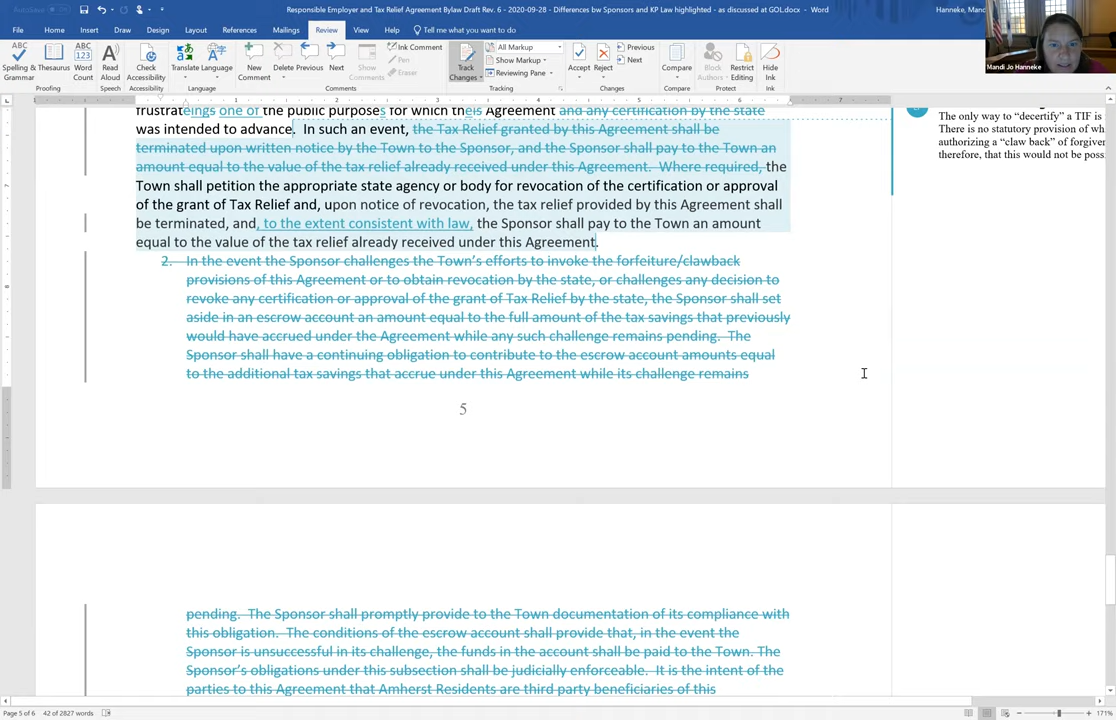 AutoSave Off Responsible Employer and Tax Relief Agreement Bylaw Draft Rev. 6 - 2020-09-28 - Differences bw Sponsors and KP Law highlighted - as discussed at GOL.docx - Word Hanneke, Mand
File Home Insert Draw Design Layout References Mailings Review View Help Tell me what you want to do
Spelling & Grammar Thesaurus Word Count Read Aloud Check Accessibility Translate Language New Comment Delete Previous Next Show Comments Ink Comment Pen Eraser Track Changes All Markup Show Markup Reviewing Pane Accept Reject Previous Next Compare Block Authors Restrict Editing Hide Ink
Proofing Speech Accessibility Language Comments Tracking Changes Compare Protect Ink
Mandi Jo Hanneke
1 2 3 4 5 6 7
frustrateings one of the public purposes for which theis Agreement and any certification by the state
was intended to advance. In such an event, the Tax Relief granted by this Agreement shall be
terminated upon written notice by the Town to the Sponsor, and the Sponsor shall pay to the Town an
amount equal to the value of the tax relief already received under this Agreement. Where required, the
Town shall petition the appropriate state agency or body for revocation of the certification or approval
of the grant of Tax Relief and, upon notice of revocation, the tax relief provided by this Agreement shall
be terminated, and, to the extent consistent with law, the Sponsor shall pay to the Town an amount
equal to the value of the tax relief already received under this Agreement.
2. In the event the Sponsor challenges the Town's efforts to invoke the forfeiture/clawback
provisions of this Agreement or to obtain revocation by the state, or challenges any decision to
revoke any certification or approval of the grant of Tax Relief by the state, the Sponsor shall set
aside in an escrow account an amount equal to the full amount of the tax savings that previously
would have accrued under the Agreement while any such challenge remains pending. The
Sponsor shall have a continuing obligation to contribute to the escrow account amounts equal
to the additional tax savings that accrue under this Agreement while its challenge remains
5
pending. The Sponsor shall promptly provide to the Town documentation of its compliance with
this obligation. The conditions of the escrow account shall provide that, in the event the
Sponsor is unsuccessful in its challenge, the funds in the account shall be paid to the Town. The
Sponsor's obligations under this subsection shall be judicially enforceable. It is the intent of the
parties to this Agreement that Amherst Residents are third party beneficiaries of this
The only way to "decertify" a TIF is
There is no statutory provision of wh
authorizing a "claw back" of forgiven
therefore, that this would not be poss
Page 5 of 6 42 of 2827 words 171%